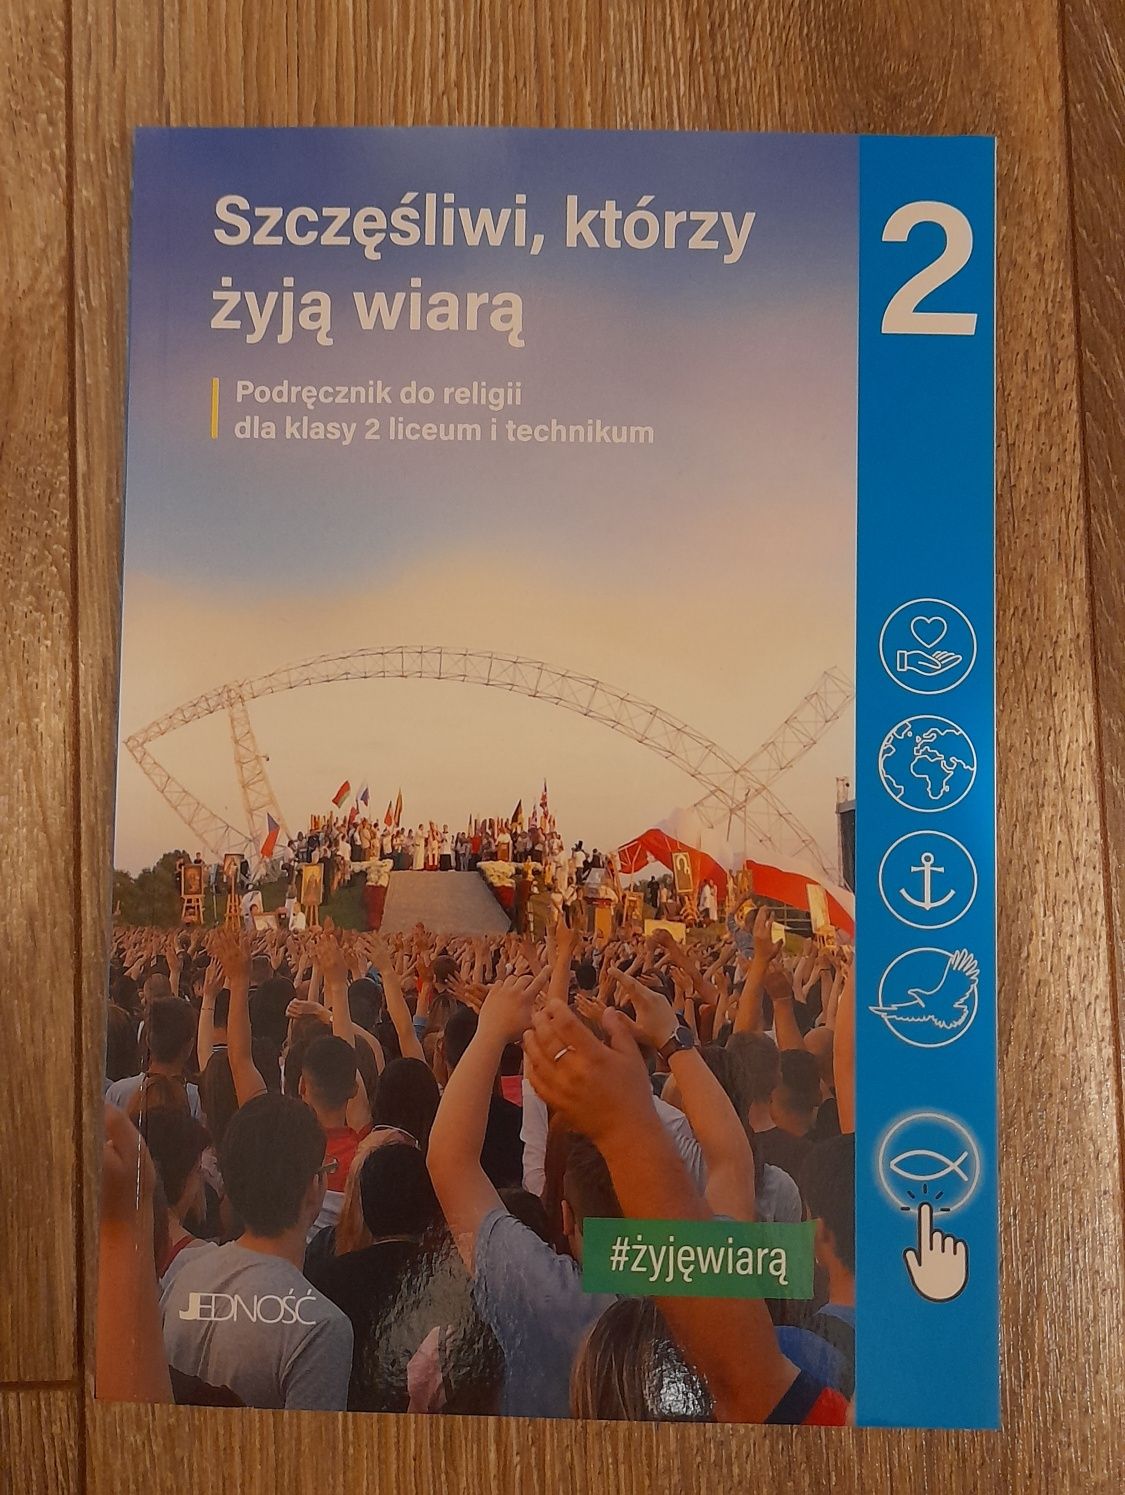 Szczęśliwi, którzy
żyją wiarą
2
Podręcznik do religii
dla klasy 2 liceum i technikum
#żyjęwiarą
JEDNOŚĆ